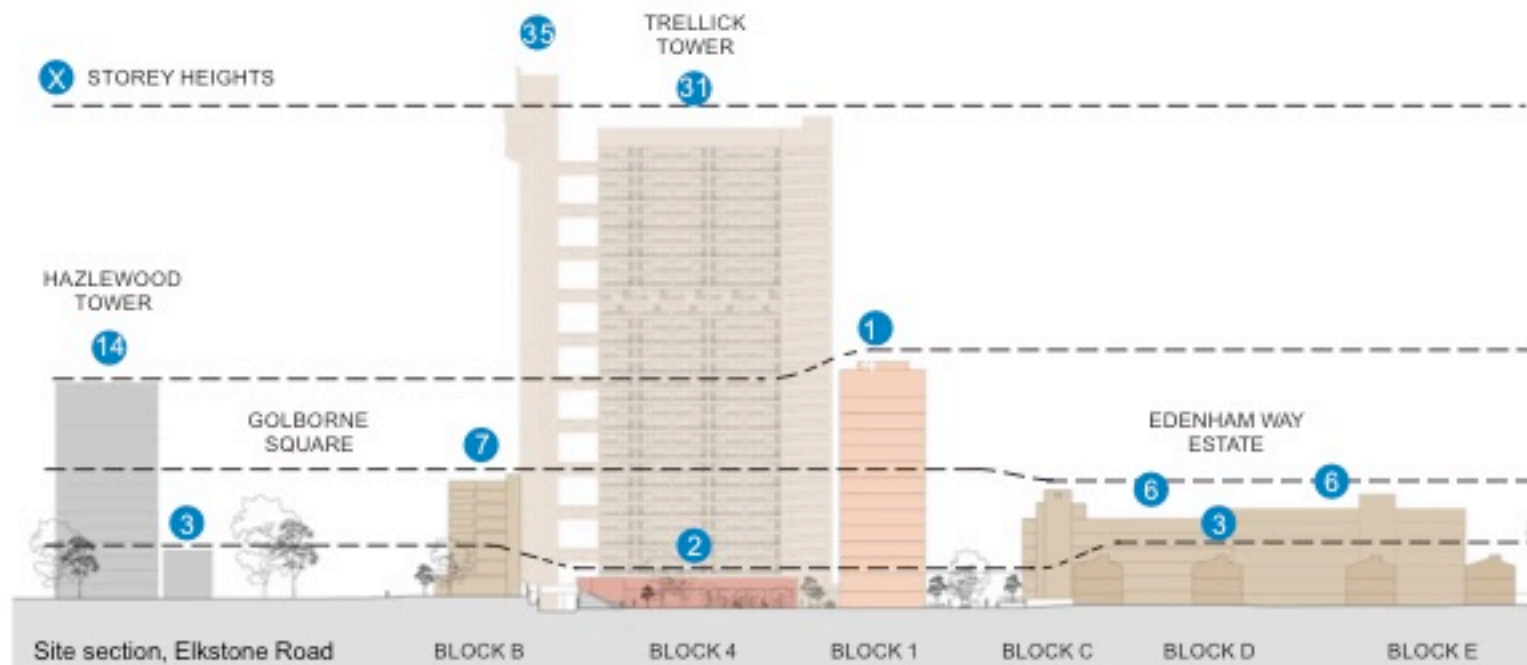 35
TRELLICK
TOWER
X STOREY HEIGHTS
31
HAZLEWOOD
TOWER
14
1
GOLBORNE
SQUARE
7
EDENHAM WAY
ESTATE
6
6
3
3
2
Site section, Elkstone Road
BLOCK B
BLOCK 4
BLOCK 1
BLOCK C
BLOCK D
BLOCK E